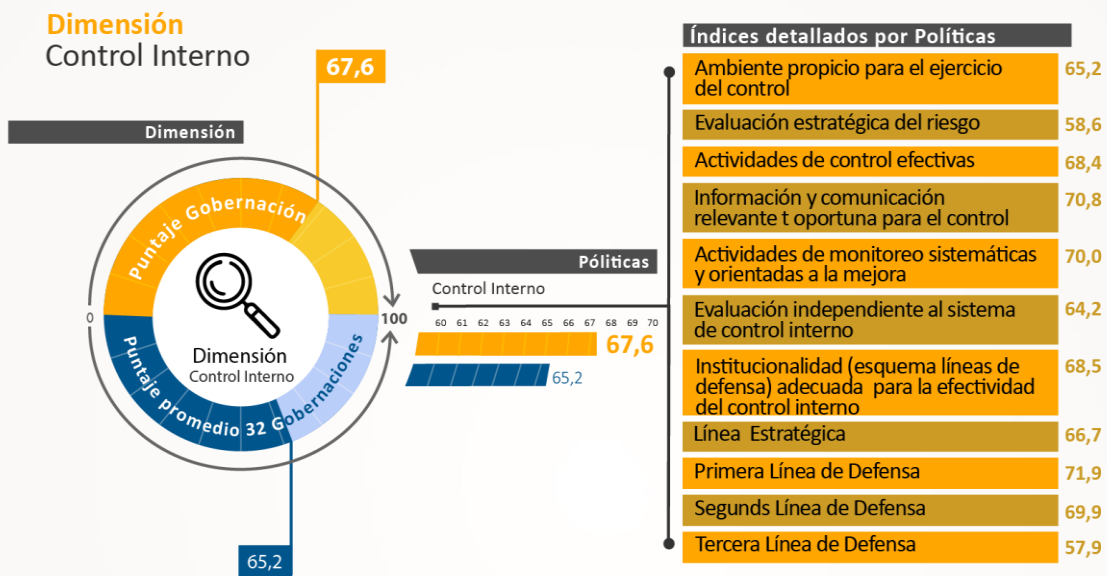 Dimensión
Control Interno
67,6
Dimensión
Puntaje Gobernación
0
100
Dimensión
Control Interno
Puntaje promedio 32 Gobernaciones
65,2
Póliticas
Control Interno
60 61 62 63 64 65 66 67 68 69 70
67,6
65,2
Índices detallados por Políticas
Ambiente propicio para el ejercicio
del control
65,2
Evaluación estratégica del riesgo
58,6
Actividades de control efectivas
68,4
Información y comunicación
relevante t oportuna para el control
70,8
Actividades de monitoreo sistemáticas
y orientadas a la mejora
70,0
Evaluación independiente al sistema
de control interno
64,2
Institucionalidad (esquema líneas de
defensa) adecuada para la efectividad
del control interno
68,5
Línea Estratégica
66,7
Primera Línea de Defensa
71,9
Segunds Línea de Defensa
69,9
Tercera Línea de Defensa
57,9